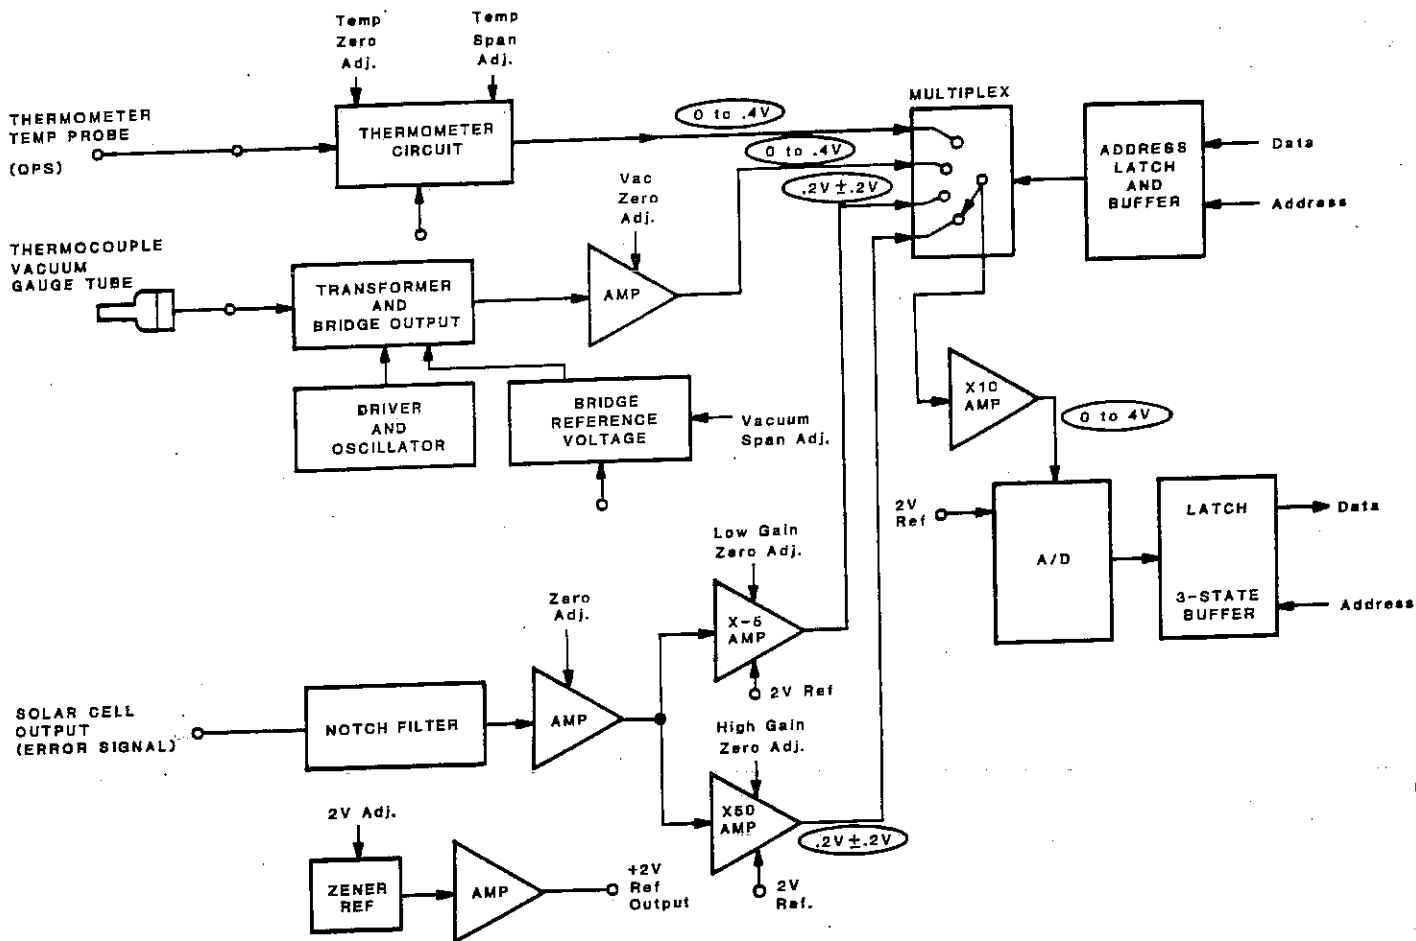 Temp
Zero
Adj.
Temp
Span
Adj.
THERMOMETER
TEMP PROBE
(OPS)
THERMOMETER
CIRCUIT
0 to .4V
0 to .4V
.2V ± .2V
MULTIPLEX
ADDRESS
LATCH
AND
BUFFER
Data
Address
THERMOCOUPLE
VACUUM
GAUGE TUBE
TRANSFORMER
AND
BRIDGE OUTPUT
Vac
Zero
Adj.
AMP
DRIVER
AND
OSCILLATOR
BRIDGE
REFERENCE
VOLTAGE
Vacuum
Span Adj.
X10
AMP
0 to 4V
2V
Ref
A/D
LATCH
3-STATE
BUFFER
Data
Address
Low Gain
Zero Adj.
X-5
AMP
2V Ref
Zero
Adj.
SOLAR CELL
OUTPUT
(ERROR SIGNAL)
NOTCH FILTER
AMP
High Gain
Zero Adj.
X50
AMP
.2V ± .2V
2V
Ref.
2V Adj.
ZENER
REF
AMP
+2V
Ref
Output